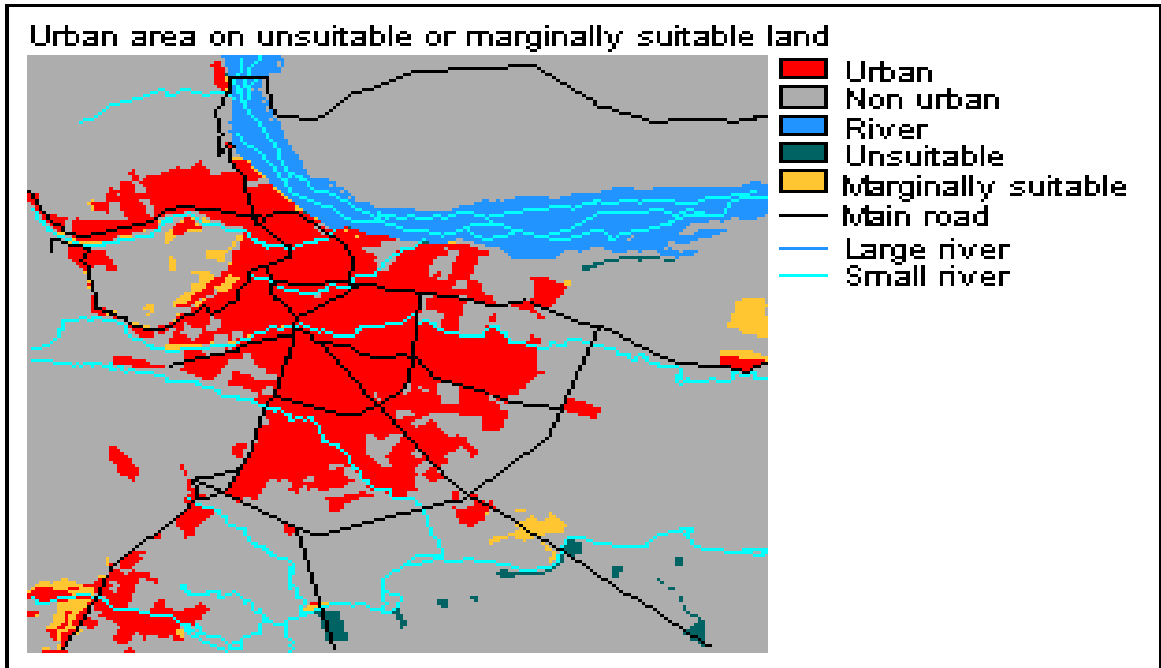 Urban area on unsuitable or marginally suitable land
Urban
Non urban
River
Unsuitable
Marginally suitable
Main road
Large river
Small river